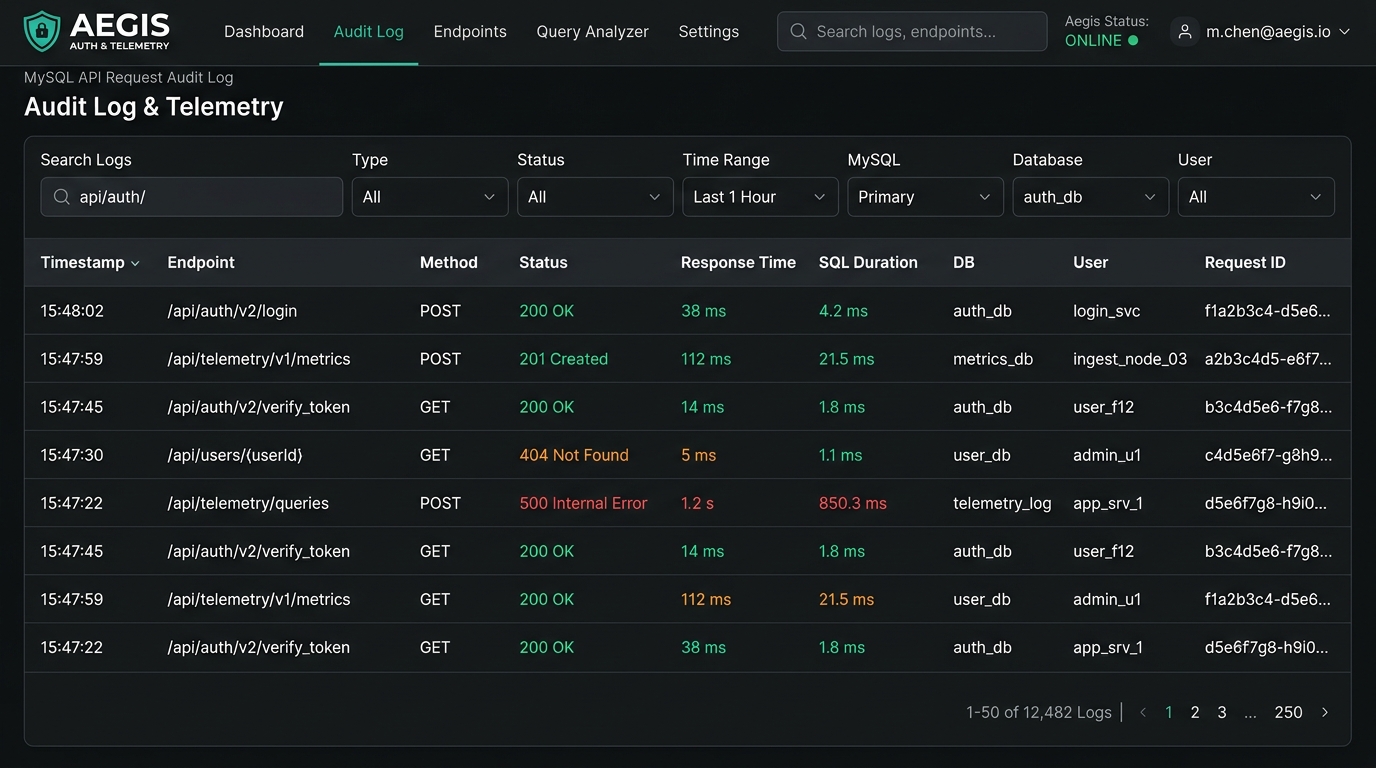 AEGIS
AUTH & TELEMETRY
Dashboard Audit Log Endpoints Query Analyzer Settings
Search logs, endpoints...
Aegis Status:
ONLINE
m.chen@aegis.io
MySQL API Request Audit Log
Audit Log & Telemetry
Search Logs Type Status Time Range MySQL Database User
api/auth/ All All Last 1 Hour Primary auth_db All
Timestamp Endpoint Method Status Response Time SQL Duration DB User Request ID
15:48:02 /api/auth/v2/login POST 200 OK 38 ms 4.2 ms auth_db login_svc f1a2b3c4-d5e6...
15:47:59 /api/telemetry/v1/metrics POST 201 Created 112 ms 21.5 ms metrics_db ingest_node_03 a2b3c4d5-e6f7...
15:47:45 /api/auth/v2/verify_token GET 200 OK 14 ms 1.8 ms auth_db user_f12 b3c4d5e6-f7g8...
15:47:30 /api/users/{userId} GET 404 Not Found 5 ms 1.1 ms user_db admin_u1 c4d5e6f7-g8h9...
15:47:22 /api/telemetry/queries POST 500 Internal Error 1.2 s 850.3 ms telemetry_log app_srv_1 d5e6f7g8-h9i0...
15:47:45 /api/auth/v2/verify_token GET 200 OK 14 ms 1.8 ms auth_db user_f12 b3c4d5e6-f7g8...
15:47:59 /api/telemetry/v1/metrics GET 200 OK 112 ms 21.5 ms user_db admin_u1 f1a2b3c4-d5e6...
15:47:22 /api/auth/v2/verify_token GET 200 OK 38 ms 1.8 ms auth_db app_srv_1 d5e6f7g8-h9i0...
1-50 of 12,482 Logs | < 1 2 3 ... 250 >